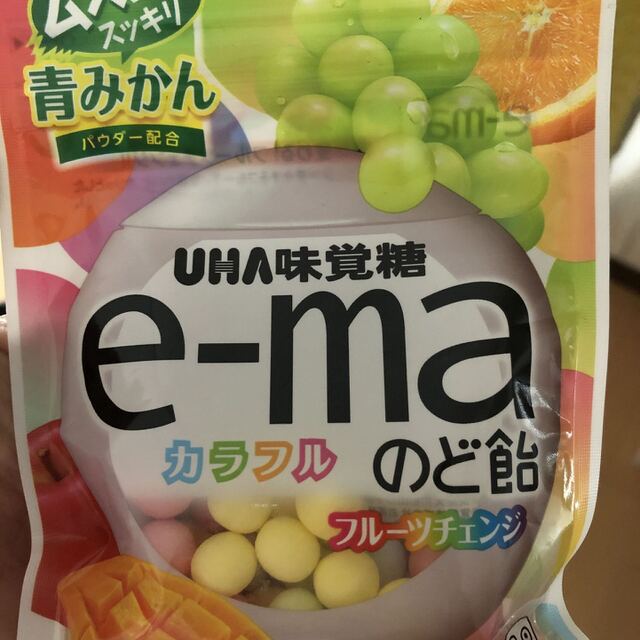 スッキリ
青みかん
パウダー配合
e-ma
UHA味覚糖
e-ma
カラフル
のど飴
フルーツチェンジ